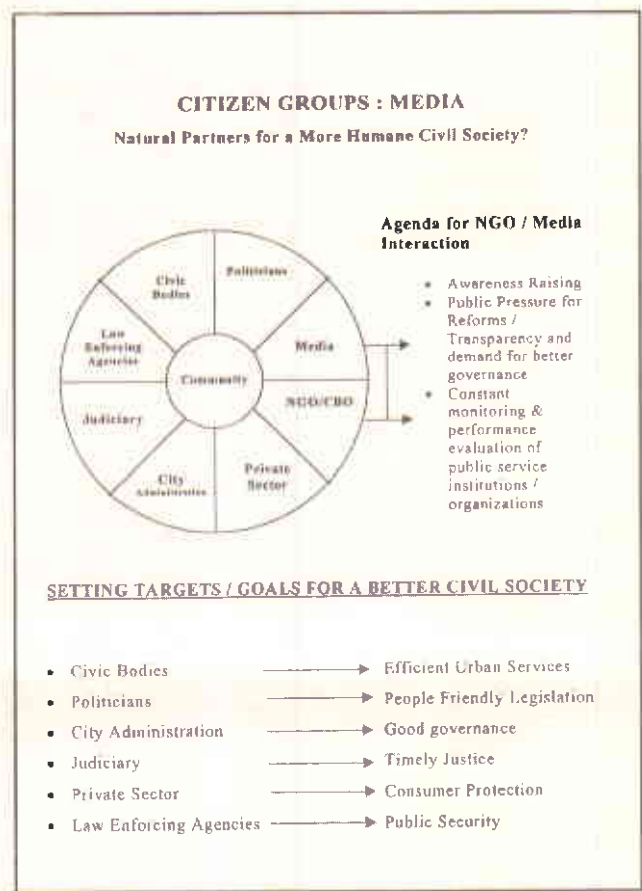 CITIZEN GROUPS : MEDIA
Natural Partners for a More Humane Civil Society?
Civic
Bodies
Politicians
Law
Enforcing
Agencies
Media
Community
Judiciary
NGO/CBO
City
Administration
Private
Sector
Agenda for NGO / Media
Interaction
• Awareness Raising
• Public Pressure for
Reforms /
Transparency and
demand for better
governance
• Constant
monitoring &
performance
evaluation of
public service
institutions /
organizations
SETTING TARGETS / GOALS FOR A BETTER CIVIL SOCIETY
• Civic Bodies → Efficient Urban Services
• Politicians → People Friendly Legislation
• City Administration → Good governance
• Judiciary → Timely Justice
• Private Sector → Consumer Protection
• Law Enforcing Agencies → Public Security